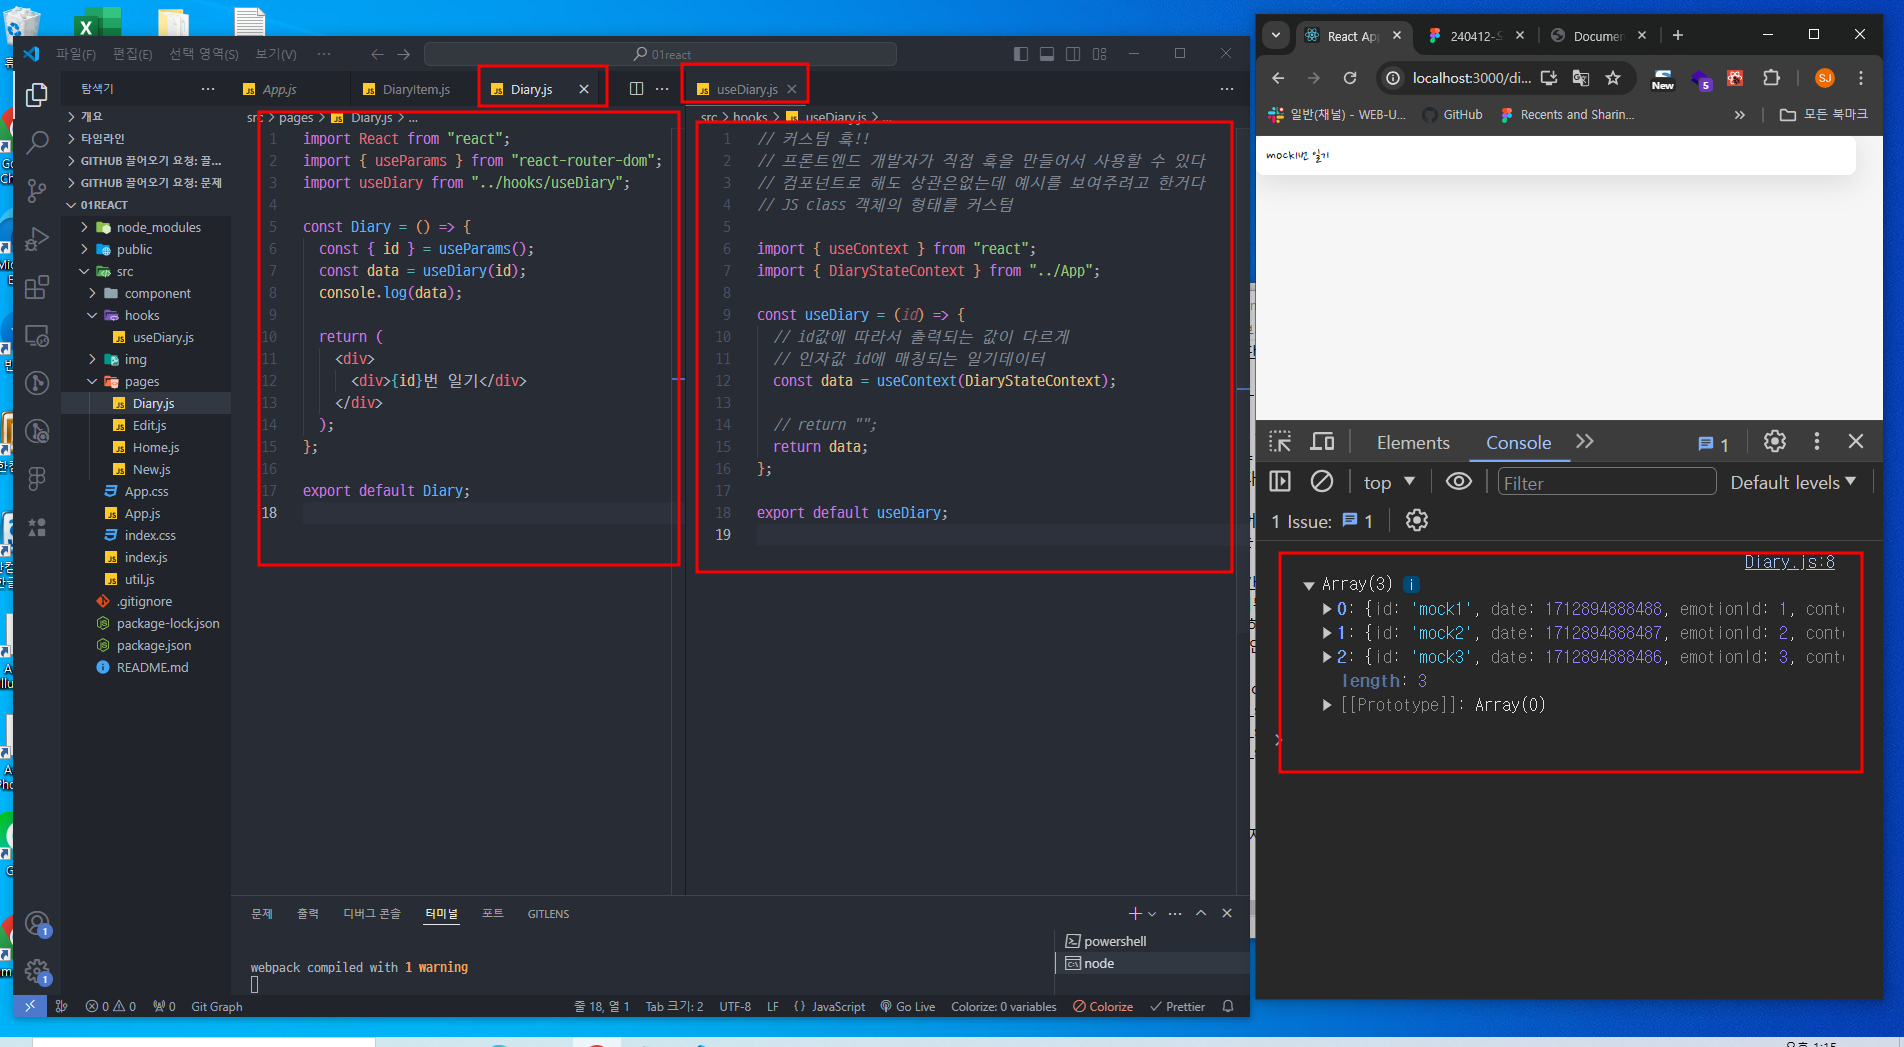 파일(F) 편집(E) 선택 영역(S) 보기(V) ··· 01react
탐색기 ···
개요
타임라인
GITHUB 끌어오기 요청: 끌...
GITHUB 끌어오기 요청: 문제
01REACT
node_modules
public
src
component
hooks
useDiary.js
img
pages
Diary.js
Edit.js
Home.js
New.js
App.css
App.js
index.css
index.js
util.js
.gitignore
package-lock.json
package.json
README.md
App.js DiaryItem.js Diary.js
src > pages > Diary.js > ...
1 import React from "react";
2 import { useParams } from "react-router-dom";
3 import useDiary from "../hooks/useDiary";
4
5 const Diary = () => {
6 const { id } = useParams();
7 const data = useDiary(id);
8 console.log(data);
9
10 return (
11 <div>
12 <div>{id}번 일기</div>
13 </div>
14 );
15 };
16
17 export default Diary;
18
useDiary.js
src > hooks > useDiary.js > ...
1 // 커스텀 훅!!
2 // 프론트엔드 개발자가 직접 훅을 만들어서 사용할 수 있다
3 // 컴포넌트로 해도 상관은없는데 예시를 보여주려고 한거다
4 // JS class 객체의 형태를 커스텀
5
6 import { useContext } from "react";
7 import { DiaryStateContext } from "../App";
8
9 const useDiary = (id) => {
10 // id값에 따라서 출력되는 값이 다르게
11 // 인자값 id에 매칭되는 일기데이터
12 const data = useContext(DiaryStateContext);
13
14 // return "";
15 return data;
16 };
17
18 export default useDiary;
19
문제 출력 디버그 콘솔 터미널 포트 GITLENS
webpack compiled with 1 warning
powershell
node
0 0 0 Git Graph 줄 18, 열 1 Tab 크기: 2 UTF-8 LF {} JavaScript Go Live Colorize: 0 variables Colorize Prettier
React Ap 240412-S Documen
localhost:3000/di... New 5 SJ
일반(채널) - WEB-U... GitHub Recents and Sharin... 모든 북마크
mock1번 일기
Elements Console 1
top Filter Default levels
1 Issue: 1
Diary.js:8
Array(3)
0: {id: 'mock1', date: 1712894888488, emotionId: 1, conte
1: {id: 'mock2', date: 1712894888487, emotionId: 2, conte
2: {id: 'mock3', date: 1712894888486, emotionId: 3, conte
length: 3
[[Prototype]]: Array(0)